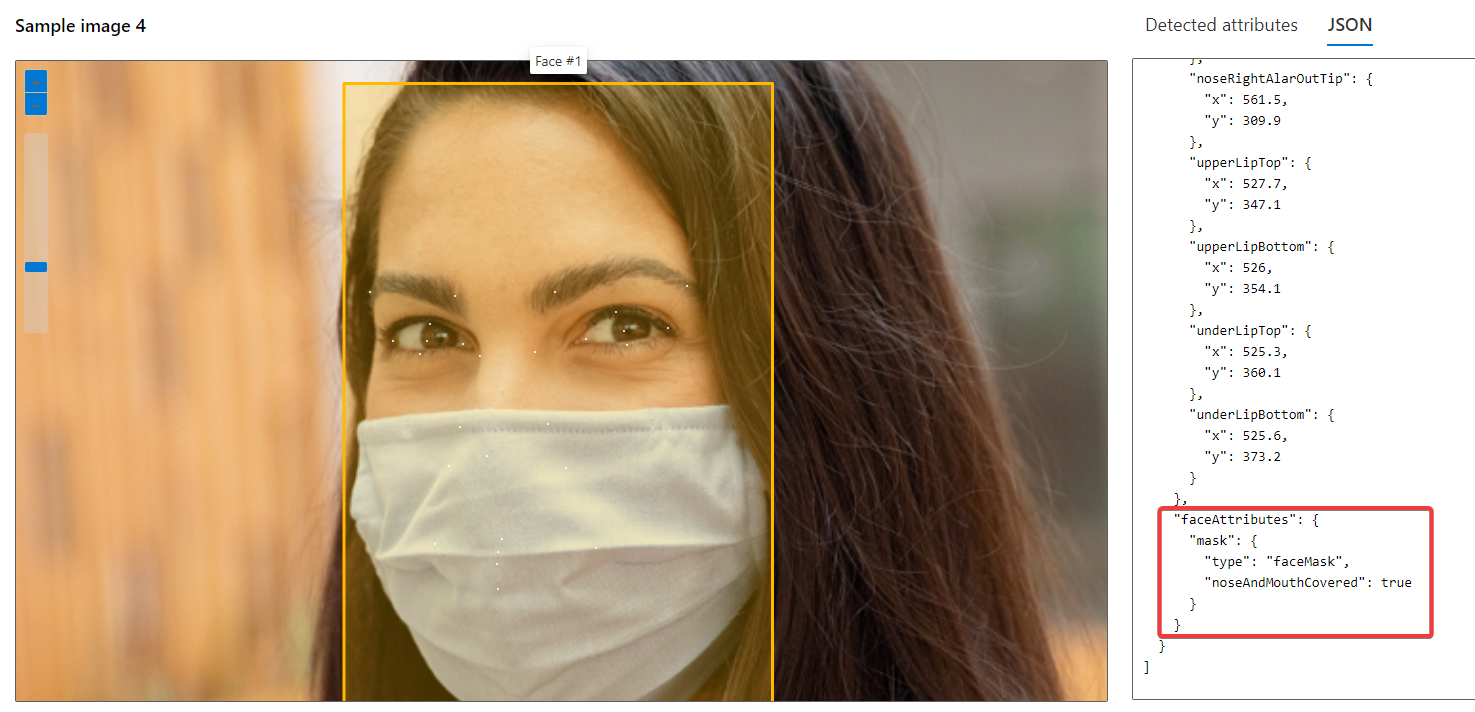 Sample image 4
Detected attributes JSON
Face #1
},
"noseRightAlarOutTip": {
"x": 561.5,
"y": 309.9
},
"upperLipTop": {
"x": 527.7,
"y": 347.1
},
"upperLipBottom": {
"x": 526,
"y": 354.1
},
"underLipTop": {
"x": 525.3,
"y": 360.1
},
"underLipBottom": {
"x": 525.6,
"y": 373.2
}
},
"faceAttributes": {
"mask": {
"type": "faceMask",
"noseAndMouthCovered": true
}
}
}
]